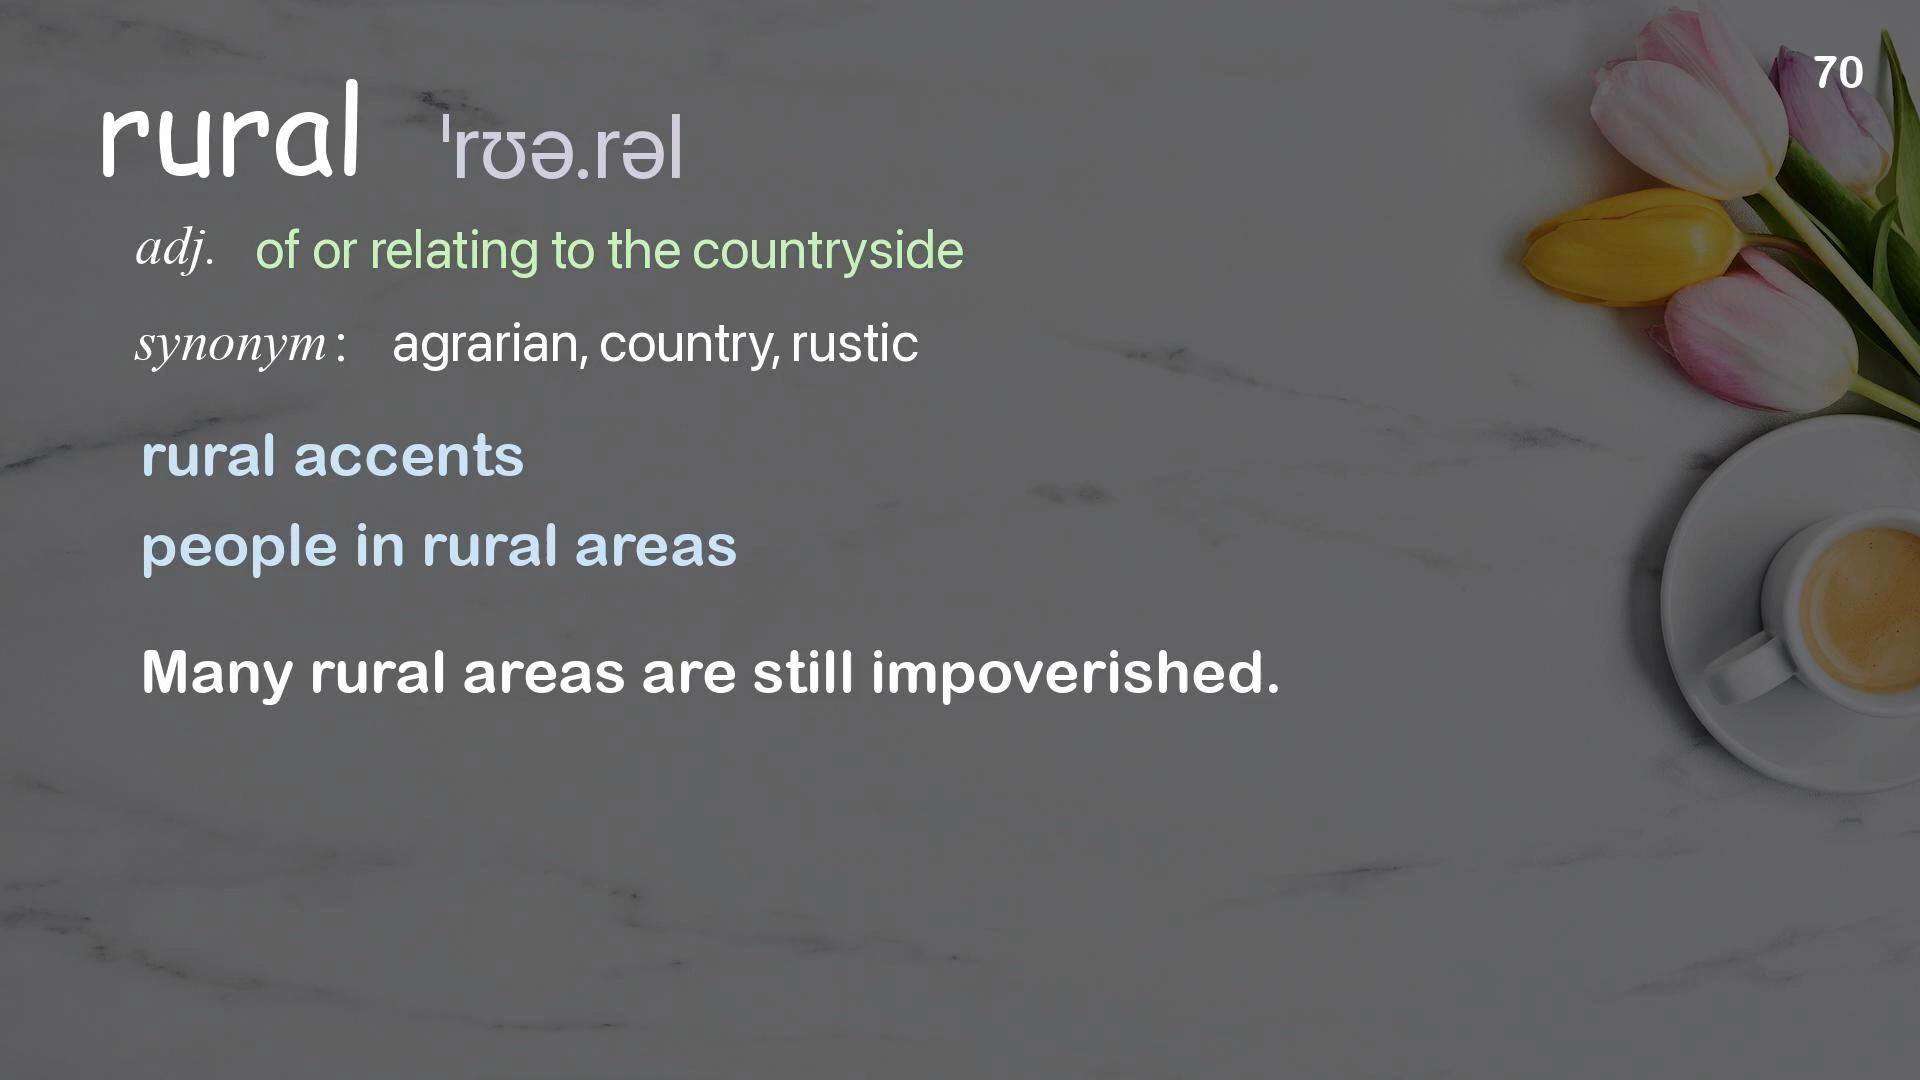 70
rural ˈrʊə.rəl
adj. of or relating to the countryside
synonym : agrarian, country, rustic
rural accents
people in rural areas
Many rural areas are still impoverished.